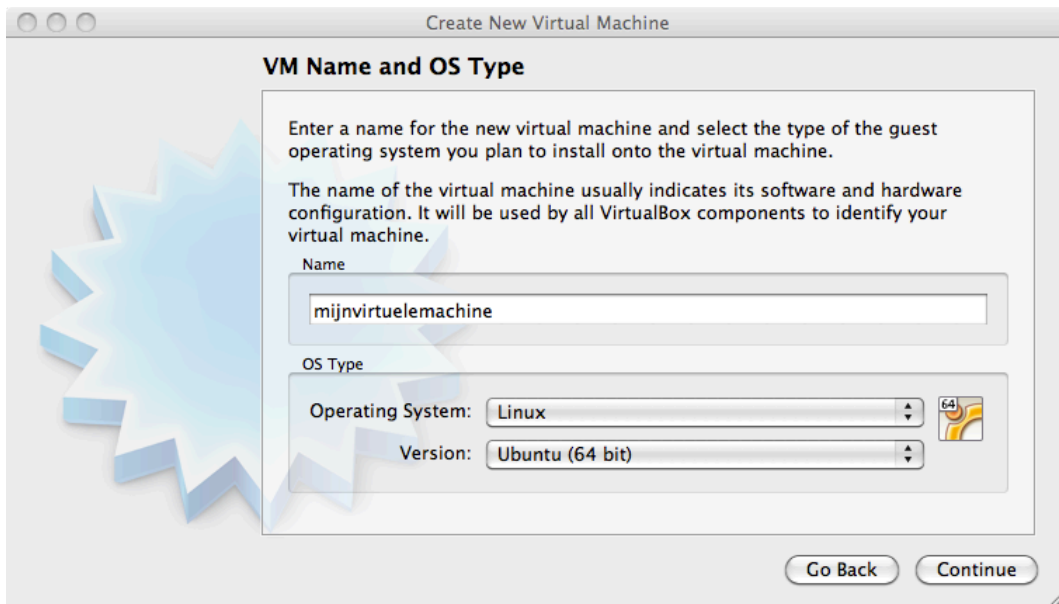 Create New Virtual Machine
VM Name and OS Type
Enter a name for the new virtual machine and select the type of the guest
operating system you plan to install onto the virtual machine.
The name of the virtual machine usually indicates its software and hardware
configuration. It will be used by all VirtualBox components to identify your
virtual machine.
Name
mijnvirtuelemachine
OS Type
Operating System: Linux
64
Version: Ubuntu (64 bit)
Go Back Continue